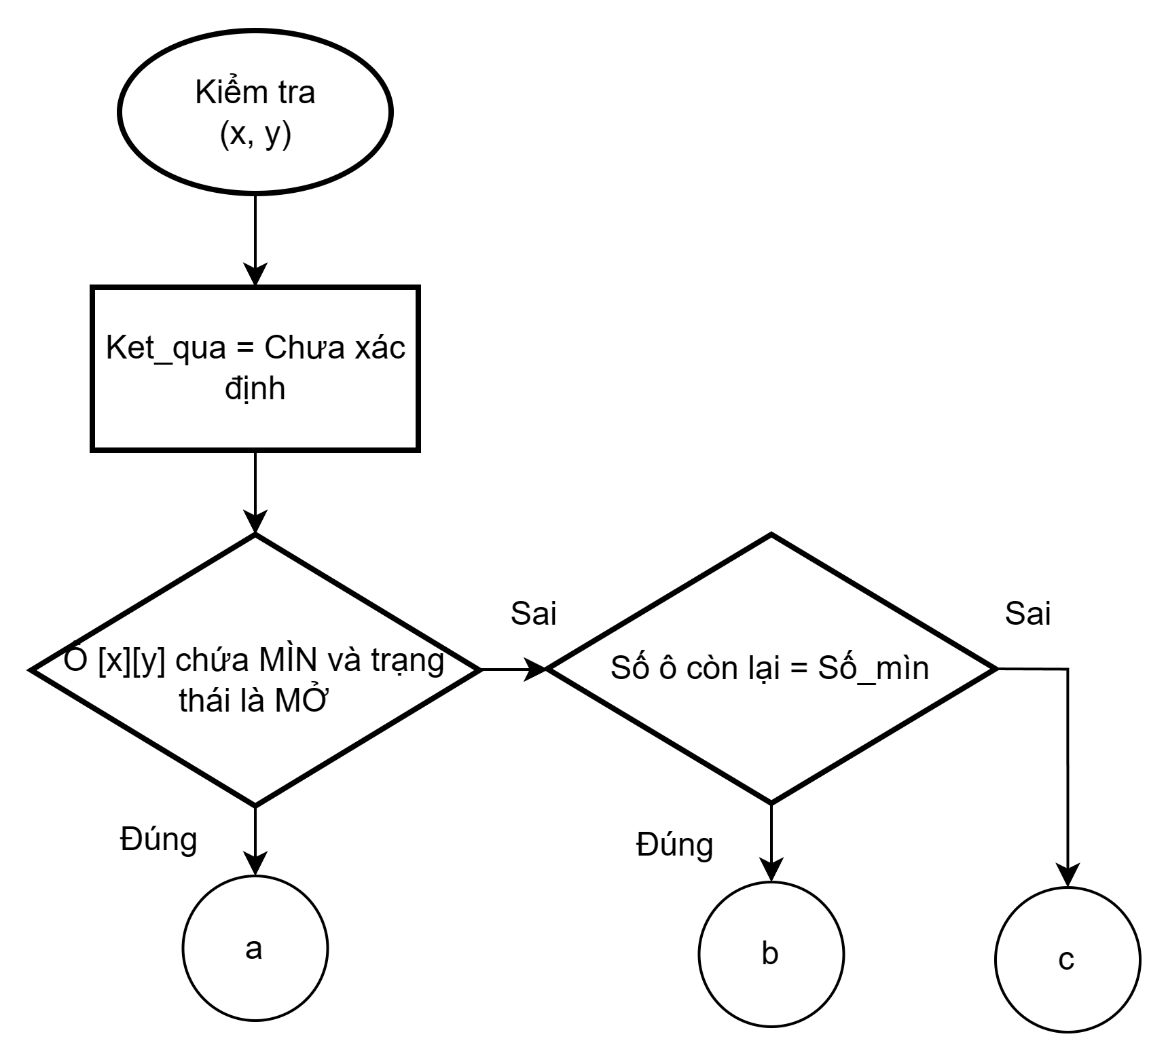 Kiểm tra
(x, y)
Ket_qua = Chưa xác
định
Ô [x][y] chứa MÌN và trạng
thái là MỞ
Sai
Số ô còn lại = Số_mìn
Sai
Đúng
Đúng
a
b
c